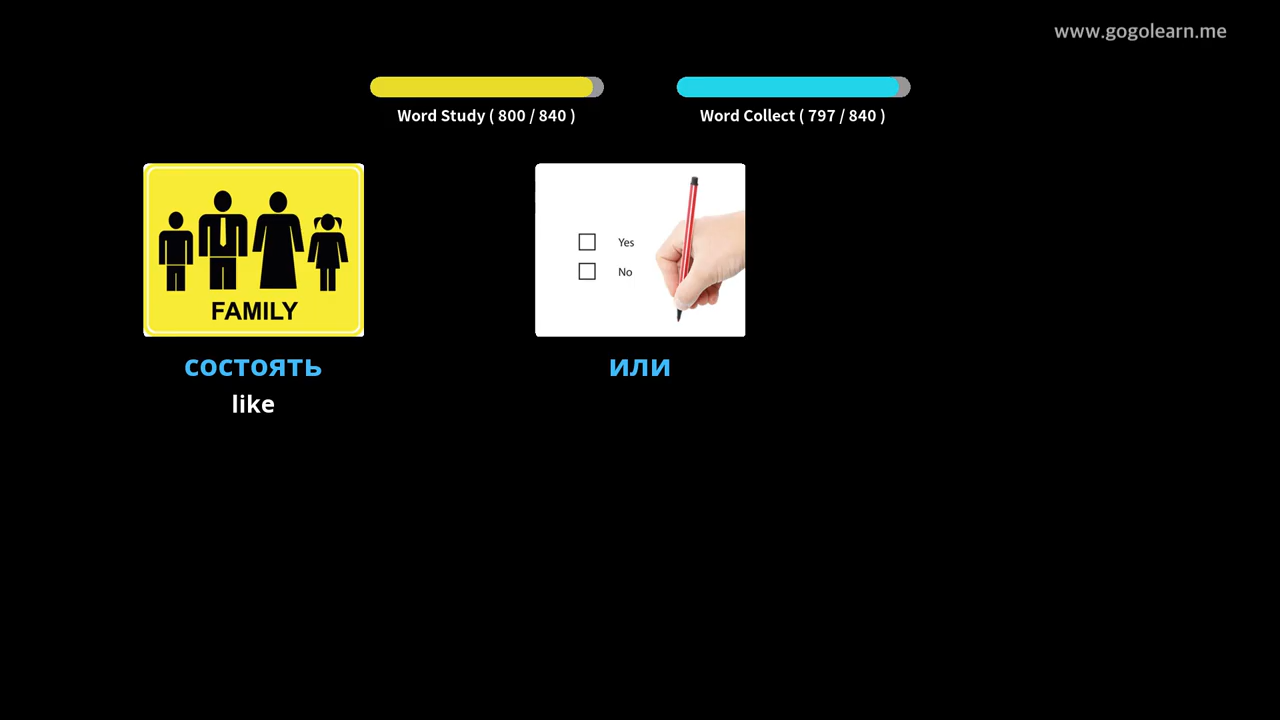 www.gogolearn.me
Word Study ( 800 / 840 )
Word Collect ( 797 / 840 )
FAMILY
Yes
No
состоять
или
like